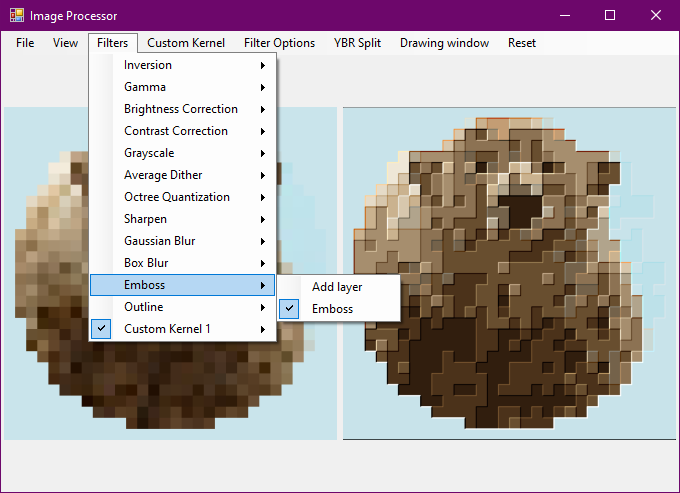 Image Processor
File View Filters Custom Kernel Filter Options YBR Split Drawing window Reset
Inversion
Gamma
Brightness Correction
Contrast Correction
Grayscale
Average Dither
Octree Quantization
Sharpen
Gaussian Blur
Box Blur
Emboss
Add layer
Emboss
Outline
Custom Kernel 1